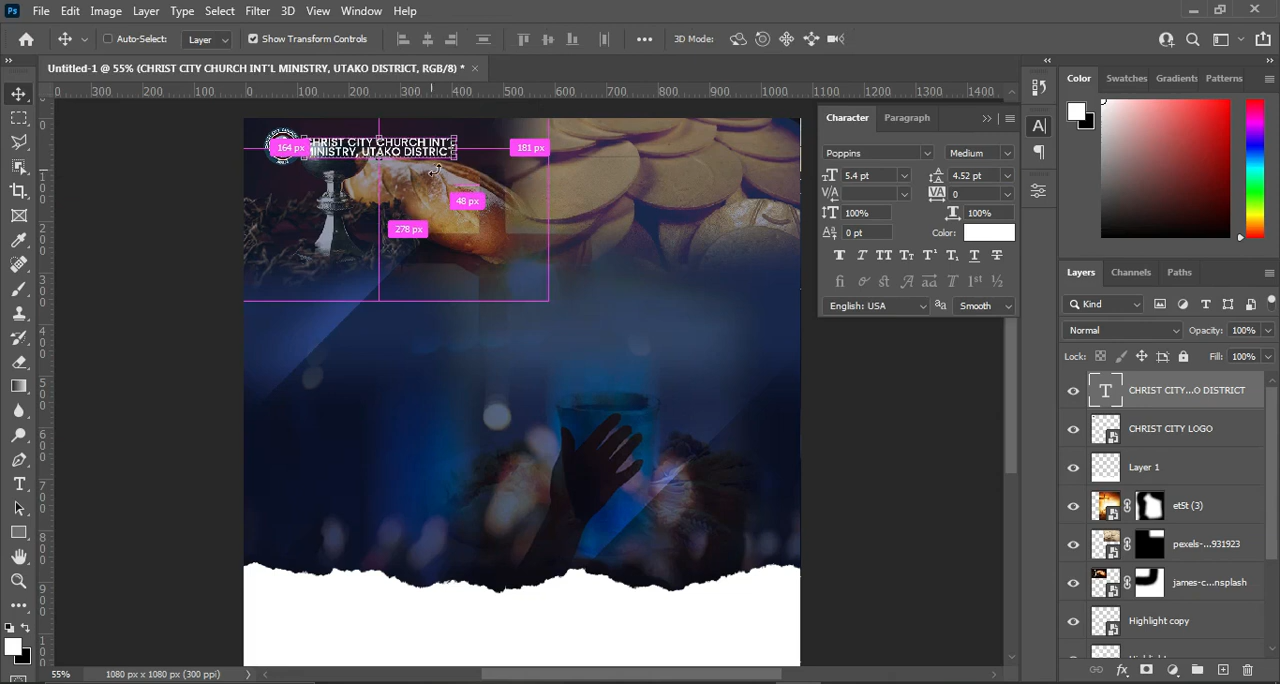 File Edit Image Layer Type Select Filter 3D View Window Help
Auto-Select: Layer Show Transform Controls 3D Mode:
Untitled-1 @ 55% (CHRIST CITY CHURCH INT'L MINISTRY, UTAKO DISTRICT, RGB/8) *
300 200 100 0 100 200 300 400 500 600 700 800 900 1000 1100 1200 1300 1400
CHRIST CITY CHURCH INT'L
MINISTRY, UTAKO DISTRICT
164 px
181 px
48 px
278 px
Character Paragraph
Poppins Medium
5.4 pt 4.52 pt
0
100% 100%
0 pt Color:
English: USA Smooth
Color Swatches Gradients Patterns
Layers Channels Paths
Kind
Normal Opacity: 100%
Lock: Fill: 100%
CHRIST CITY...O DISTRICT
CHRIST CITY LOGO
Layer 1
etSt (3)
pexels-...931923
james-c...nsplash
Highlight copy
55% 1080 px x 1080 px (300 ppi)